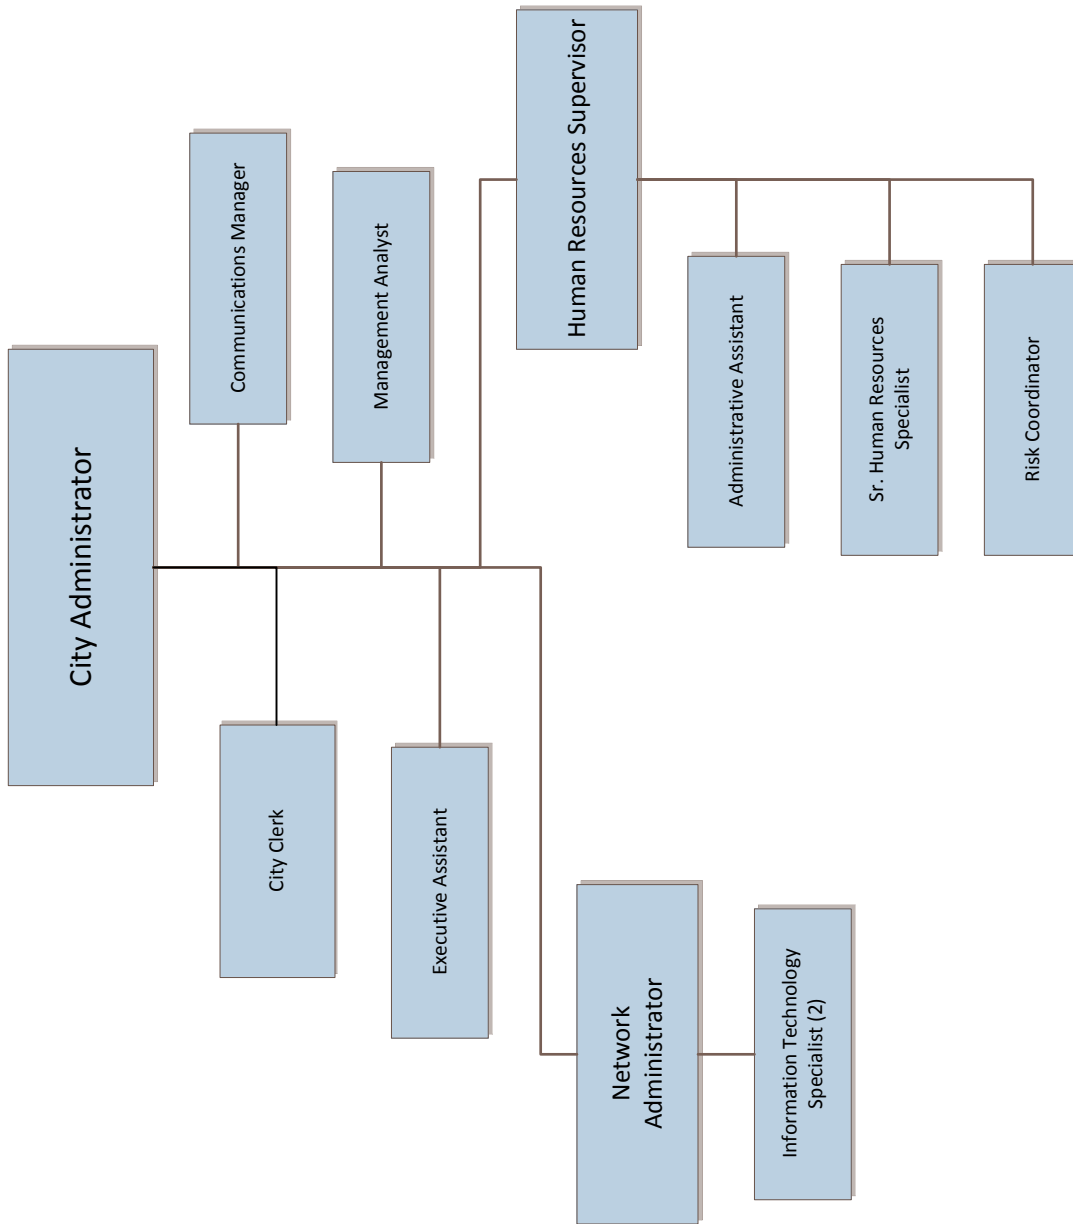 City Administrator
Communications Manager
City Clerk
Management Analyst
Executive Assistant
Human Resources Supervisor
Network
Administrator
Administrative Assistant
Sr. Human Resources
Specialist
Risk Coordinator
Information Technology
Specialist (2)